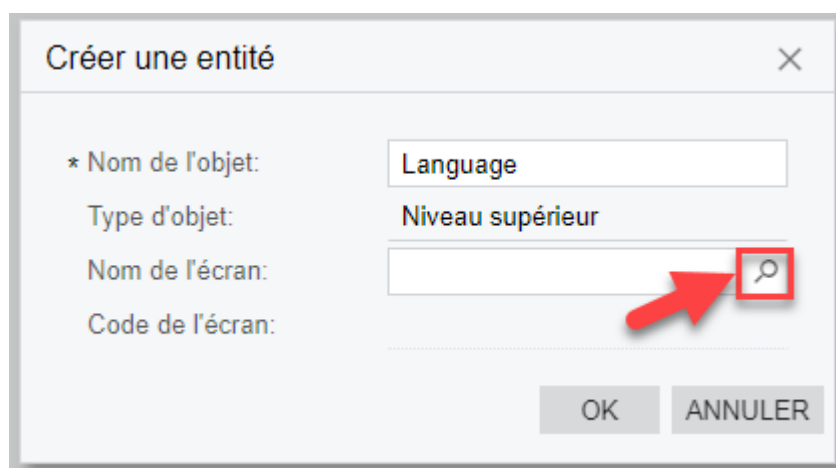 Créer une entité
* Nom de l'objet: Language
Type d'objet: Niveau supérieur
Nom de l'écran:
Code de l'écran:
OK ANNULER